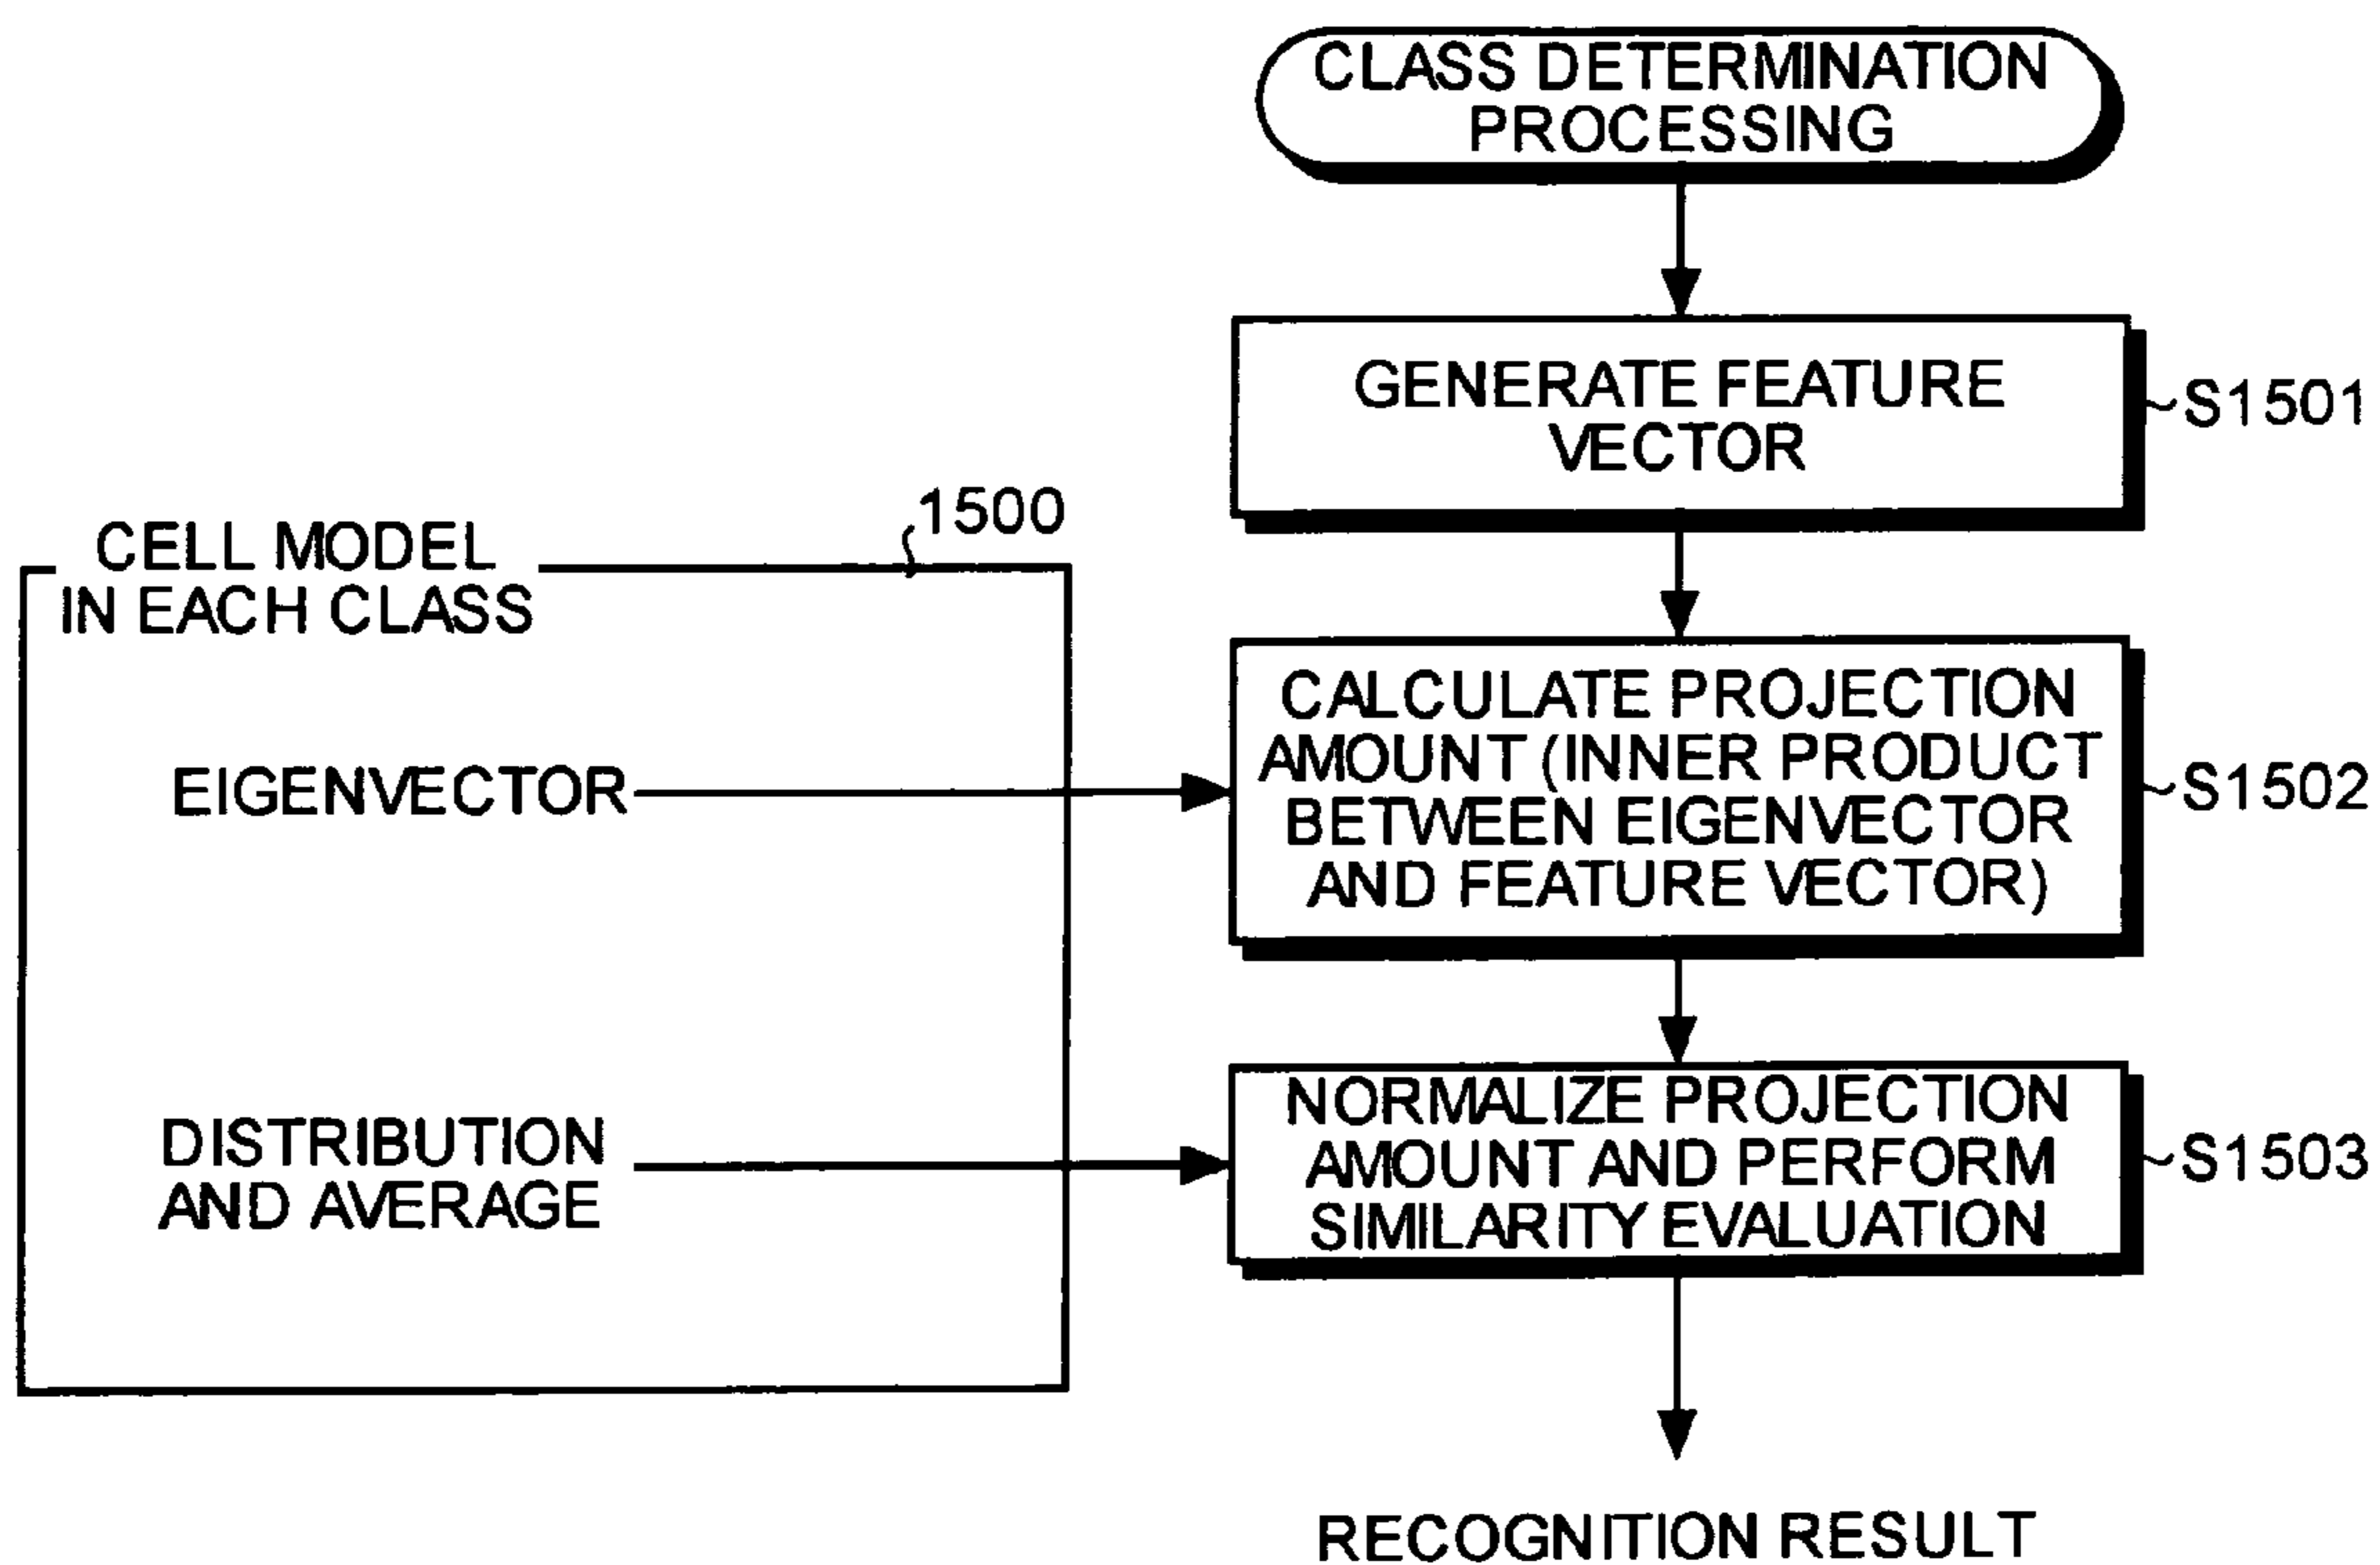 CLASS DETERMINATION
PROCESSING
GENERATE FEATURE
VECTOR
S1501
1500
CELL MODEL
IN EACH CLASS
EIGENVECTOR
CALCULATE PROJECTION
AMOUNT (INNER PRODUCT
BETWEEN EIGENVECTOR
AND FEATURE VECTOR)
S1502
DISTRIBUTION
AND AVERAGE
NORMALIZE PROJECTION
AMOUNT AND PERFORM
SIMILARITY EVALUATION
S1503
RECOGNITION RESULT